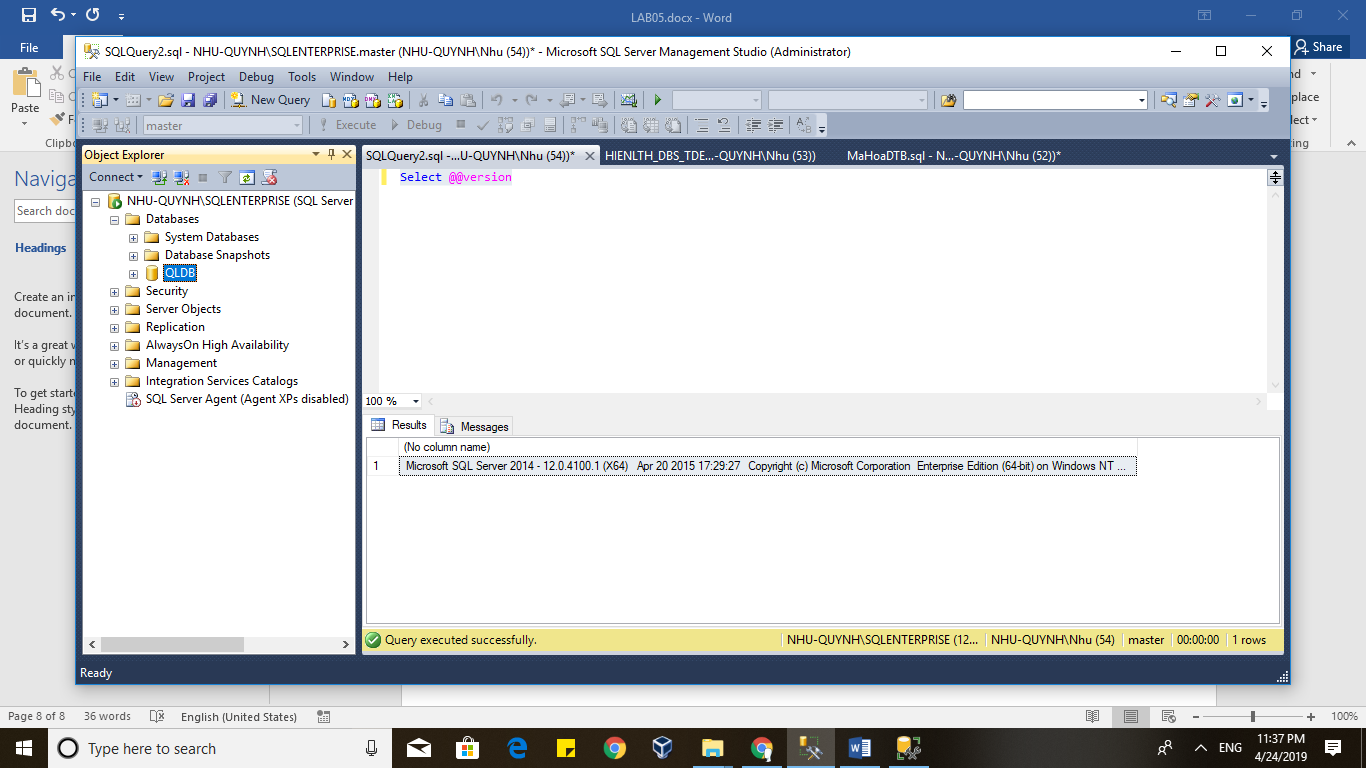 LAB05.docx - Word
File
Share
Paste
Clipbo
Naviga
Search doc
Headings
Create an in
document.
It's a great w
or quickly m
To get starte
Heading sty
document.
SQLQuery2.sql - NHU-QUYNH\SQLENTERPRISE.master (NHU-QUYNH\Nhu (54))* - Microsoft SQL Server Management Studio (Administrator)
File Edit View Project Debug Tools Window Help
New Query
master
Execute Debug
Object Explorer
Connect
NHU-QUYNH\SQLENTERPRISE (SQL Server
Databases
System Databases
Database Snapshots
QLDB
Security
Server Objects
Replication
AlwaysOn High Availability
Management
Integration Services Catalogs
SQL Server Agent (Agent XPs disabled)
SQLQuery2.sql -...U-QUYNH\Nhu (54))* HIENLTH_DBS_TDE...-QUYNH\Nhu (53)) MaHoaDTB.sql - N...-QUYNH\Nhu (52))*
Select @@version
100 %
Results Messages
(No column name)
1 Microsoft SQL Server 2014 - 12.0.4100.1 (X64) Apr 20 2015 17:29:27 Copyright (c) Microsoft Corporation Enterprise Edition (64-bit) on Windows NT ...
Query executed successfully. NHU-QUYNH\SQLENTERPRISE (12... NHU-QUYNH\Nhu (54) master 00:00:00 1 rows
Ready
nd
place
lect
ting
Page 8 of 8 36 words English (United States) 100%
Type here to search
ENG
11:37 PM
4/24/2019